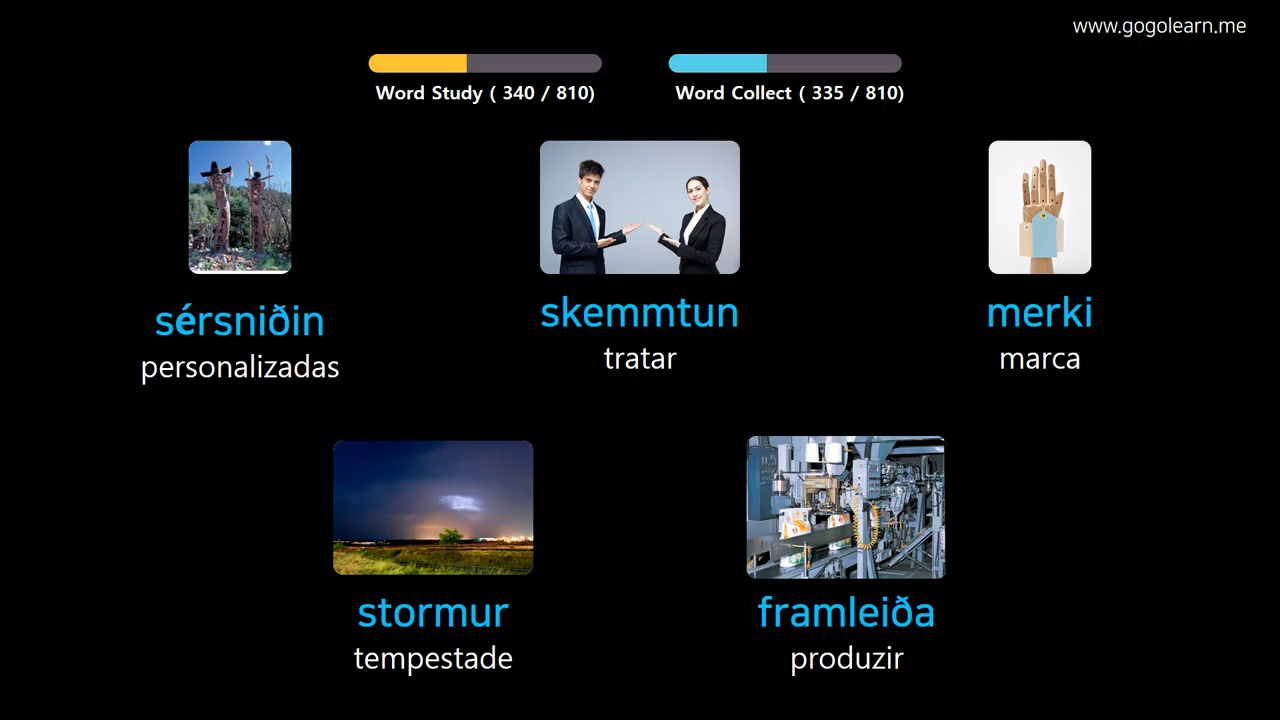 www.gogolearn.me
Word Study ( 340 / 810)
Word Collect ( 335 / 810)
sérsniðin
personalizadas
skemmtun
tratar
merki
marca
stormur
tempestade
framleiða
produzir